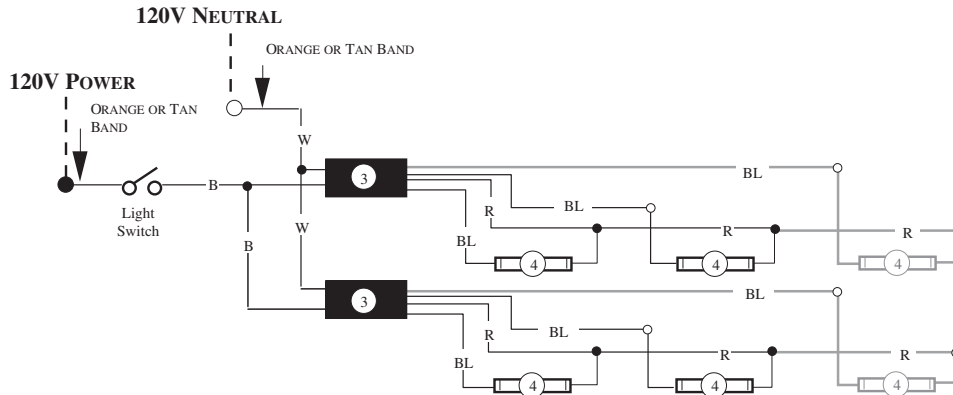 120V NEUTRAL
ORANGE OR TAN BAND
120V POWER
ORANGE OR TAN
BAND
W
3
BL
B
R
BL
R
R
Light
Switch
W
B
BL
4
4
4
3
BL
R
BL
R
R
BL
4
4
4